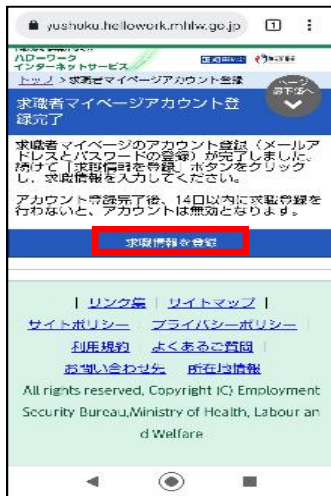 yushuku.hellowork.mhlw.go.jp
1
ハローワーク
インターネットサービス
トップ > 求職者マイページアカウント登録
ページ
最下部へ
求職者マイページアカウント登
録完了
求職者マイページのアカウント登録(メールア
ドレスとパスワードの登録)が完了しました。
続けて「求職情報を登録」ボタンをクリック
し、求職情報を入力してください。
アカウント登録完了後、14日以内に求職登録を
行わないと、アカウントは無効となります。
求職情報を登録
| リンク集 | サイトマップ |
サイトポリシー | プライバシーポリシー |
利用規約 | よくあるご質問 |
お問い合わせ先 | 所在地情報
All rights reserved, Copyright (C) Employment
Security Bureau,Ministry of Health, Labour an
d Welfare